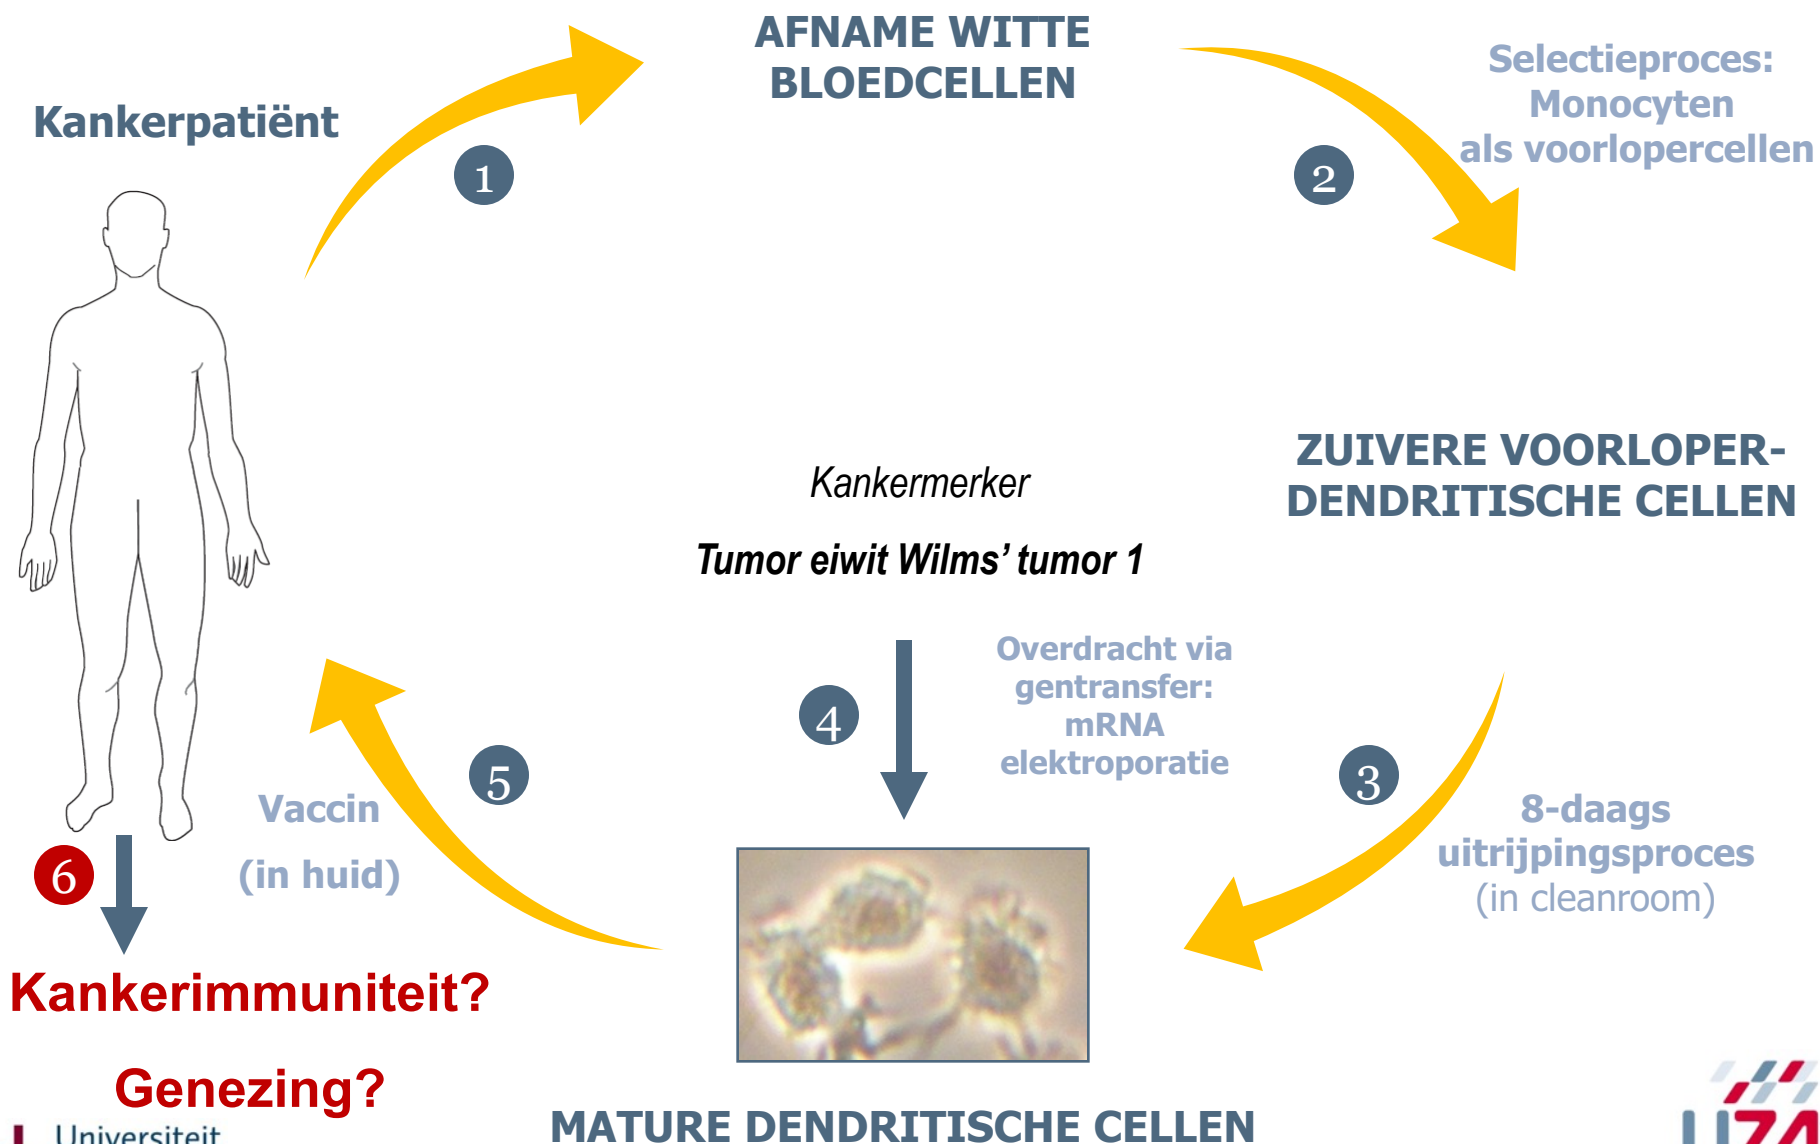 AFNAME WITTE
BLOEDCELLEN
Selectieproces:
Monocyten
als voorlopercellen
Kankerpatiënt
1
2
ZUIVERE VOORLOPER-
DENDRITISCHE CELLEN
Kankermerker
Tumor eiwit Wilms’ tumor 1
Overdracht via
gentransfer:
mRNA
elektroporatie
4
3
5
8-daags
uitrijpingsproces
(in cleanroom)
Vaccin
(in huid)
6
Kankerimmuniteit?
Genezing?
MATURE DENDRITISCHE CELLEN
Universiteit
UZA